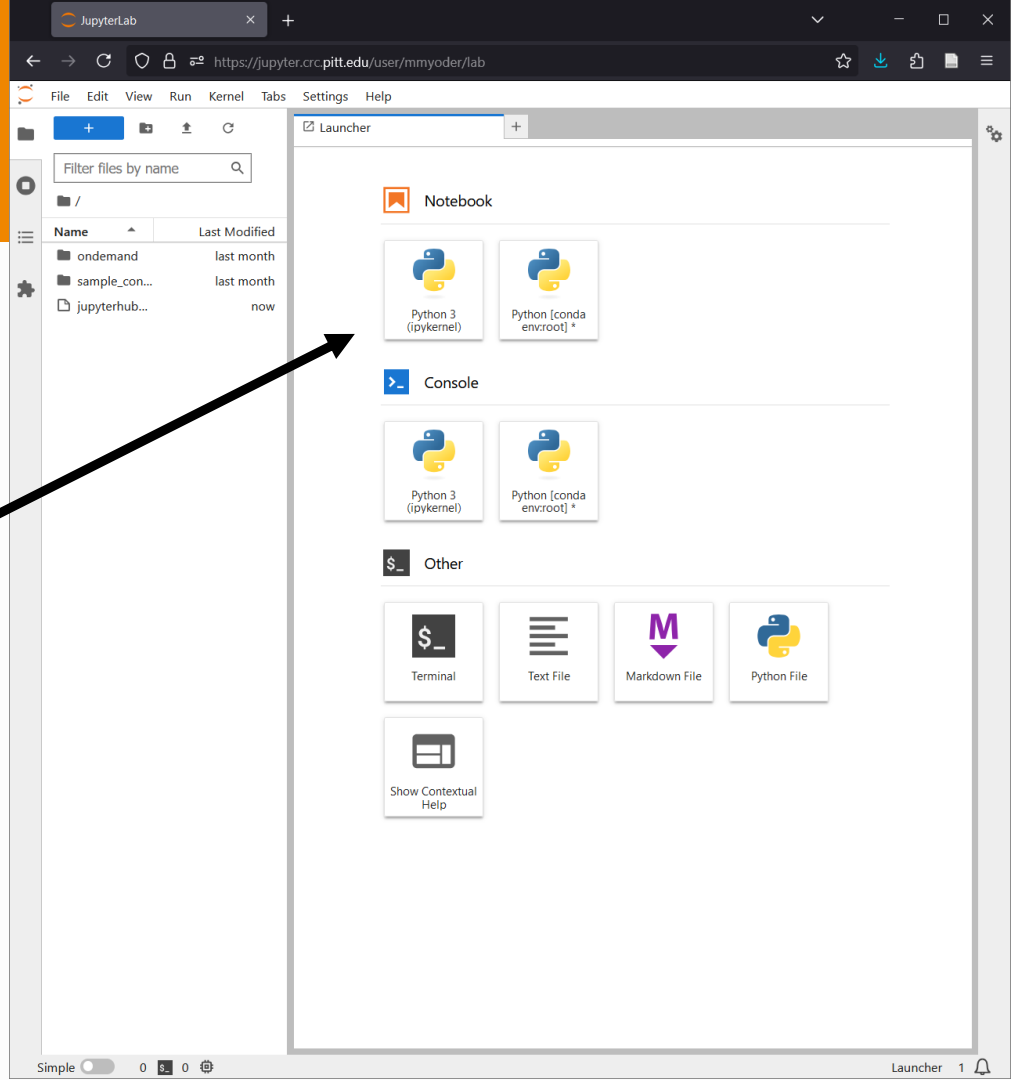 JupyterLab
https://jupyter.crc.pitt.edu/user/mmyoder/lab
File Edit View Run Kernel Tabs Settings Help
Launcher
Filter files by name
/
Name Last Modified
ondemand last month
sample_con... last month
jupyterhub... now
Notebook
Python 3
(ipykernel)
Python [conda
env:root] *
Console
Python 3
(ipykernel)
Python [conda
env:root] *
$_ Other
$_
Terminal
Text File
M
Markdown File
Python File
Show Contextual
Help
Simple 0 $_ 0 Launcher 1